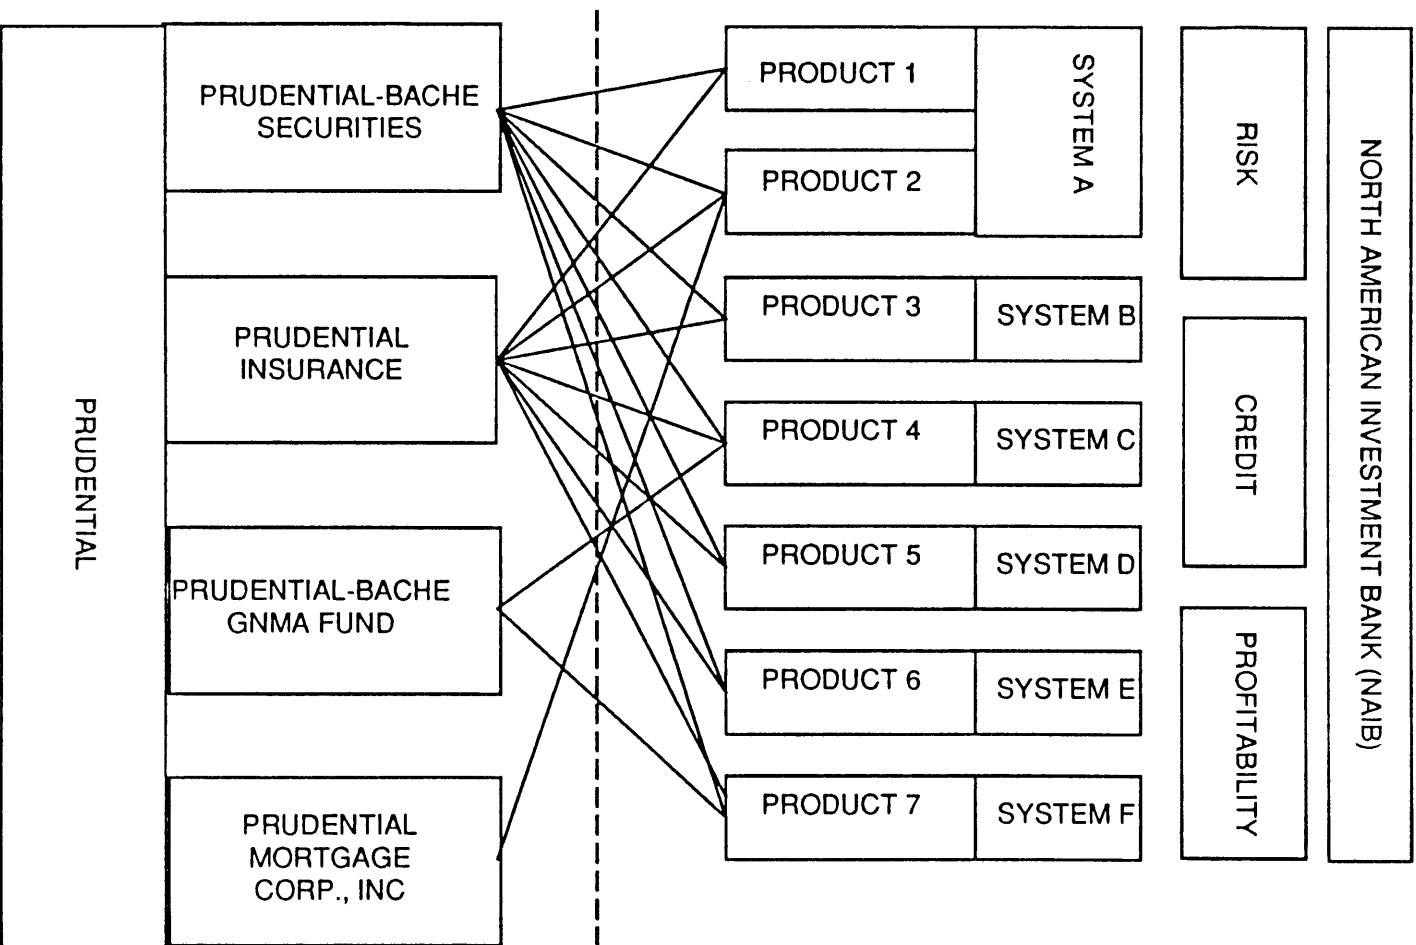 PRUDENTIAL
PRUDENTIAL-BACHE
SECURITIES
PRUDENTIAL
INSURANCE
PRUDENTIAL-BACHE
GNMA FUND
PRUDENTIAL
MORTGAGE
CORP., INC
PRODUCT 1
PRODUCT 2
SYSTEM A
PRODUCT 3
SYSTEM B
PRODUCT 4
SYSTEM C
PRODUCT 5
SYSTEM D
PRODUCT 6
SYSTEM E
PRODUCT 7
SYSTEM F
RISK
CREDIT
PROFITABILITY
NORTH AMERICAN INVESTMENT BANK (NAIB)